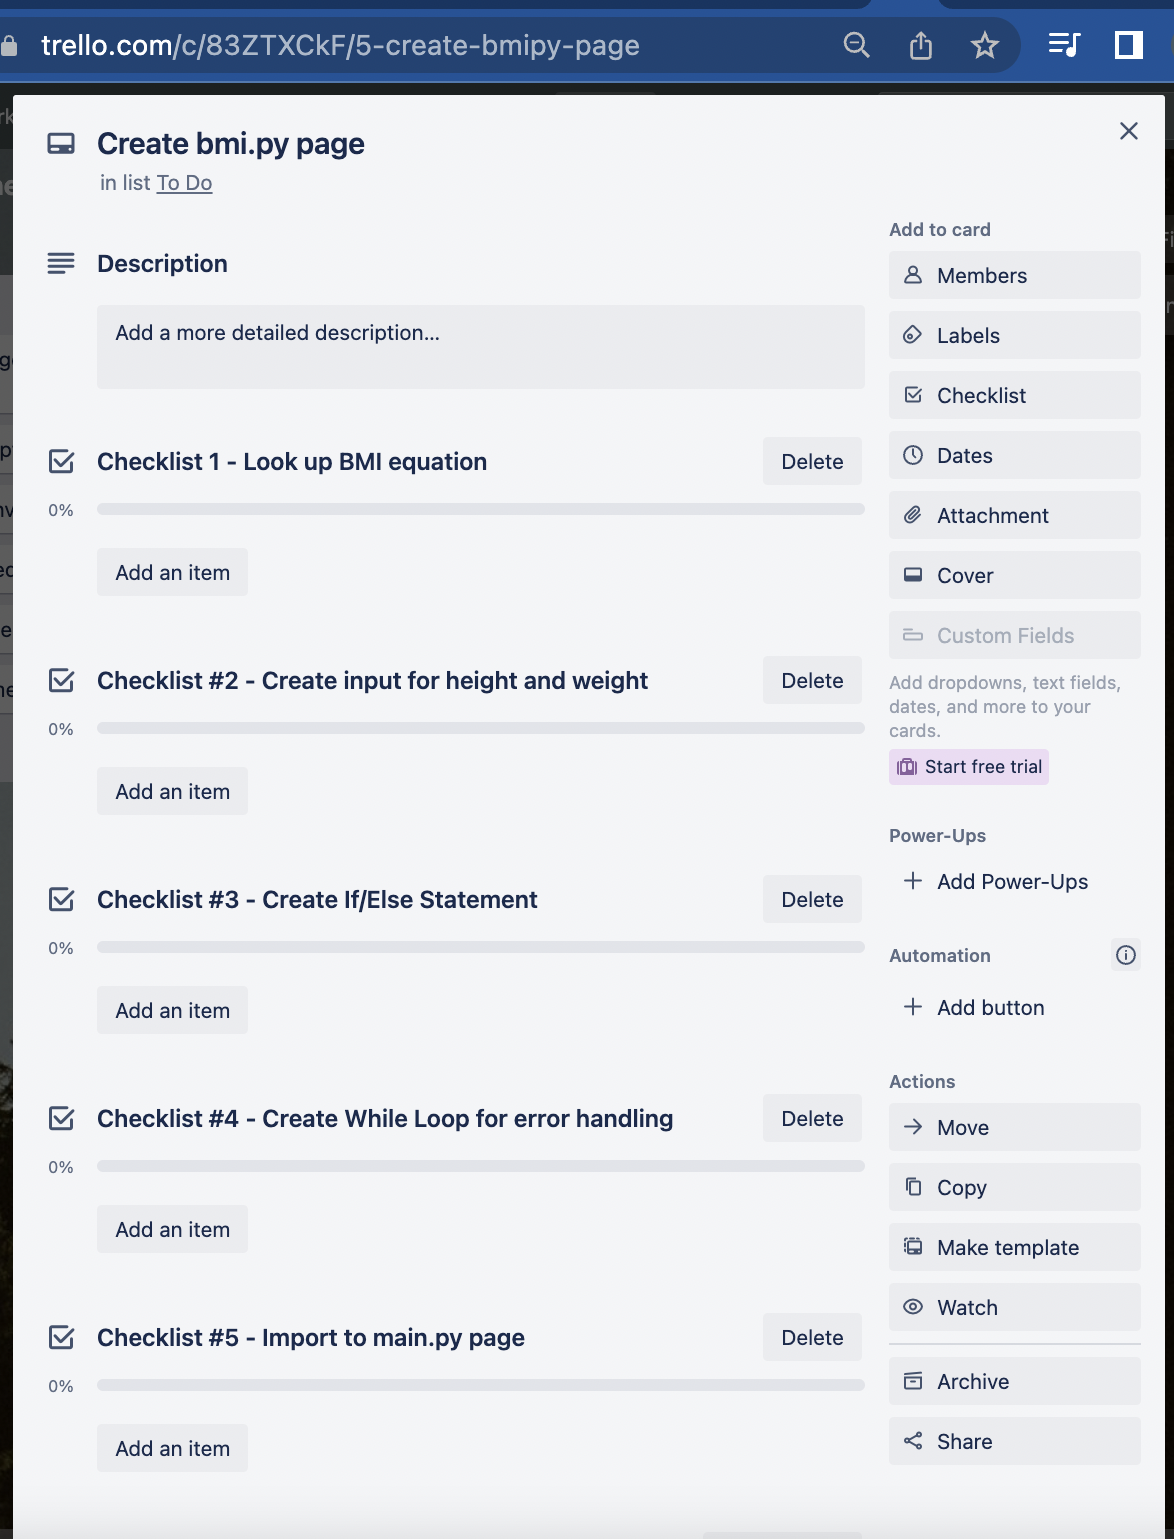 trello.com/c/83ZTXCkF/5-create-bmipy-page
Create bmi.py page
in list To Do
Description
Add a more detailed description...
Checklist 1 - Look up BMI equation
Delete
0%
Add an item
Checklist #2 - Create input for height and weight
Delete
0%
Add an item
Checklist #3 - Create If/Else Statement
Delete
0%
Add an item
Checklist #4 - Create While Loop for error handling
Delete
0%
Add an item
Checklist #5 - Import to main.py page
Delete
0%
Add an item
Add to card
Members
Labels
Checklist
Dates
Attachment
Cover
Custom Fields
Add dropdowns, text fields,
dates, and more to your
cards.
Start free trial
Power-Ups
Add Power-Ups
Automation
Add button
Actions
Move
Copy
Make template
Watch
Archive
Share